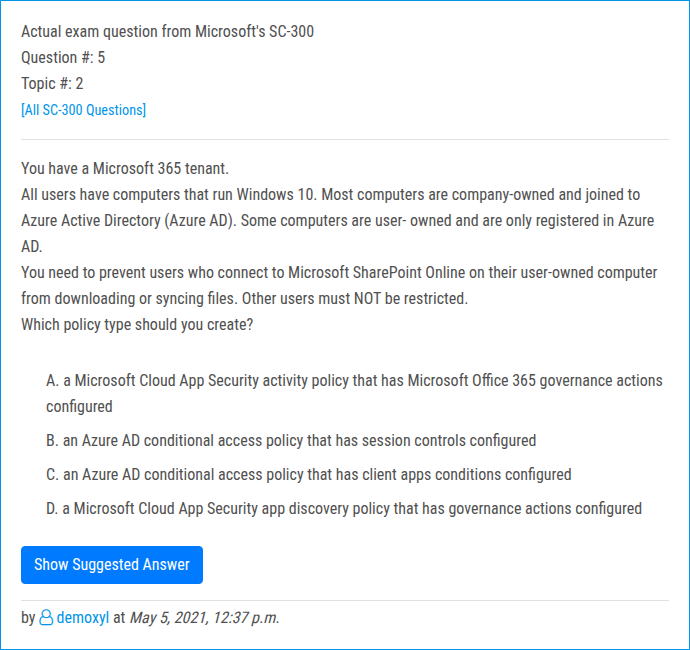 Actual exam question from Microsoft's SC-300
Question #: 5
Topic #: 2
[All SC-300 Questions]
You have a Microsoft 365 tenant.
All users have computers that run Windows 10. Most computers are company-owned and joined to
Azure Active Directory (Azure AD). Some computers are user- owned and are only registered in Azure
AD.
You need to prevent users who connect to Microsoft SharePoint Online on their user-owned computer
from downloading or syncing files. Other users must NOT be restricted.
Which policy type should you create?
A. a Microsoft Cloud App Security activity policy that has Microsoft Office 365 governance actions
configured
B. an Azure AD conditional access policy that has session controls configured
C. an Azure AD conditional access policy that has client apps conditions configured
D. a Microsoft Cloud App Security app discovery policy that has governance actions configured
Show Suggested Answer
by demoxyl at May 5, 2021, 12:37 p.m.